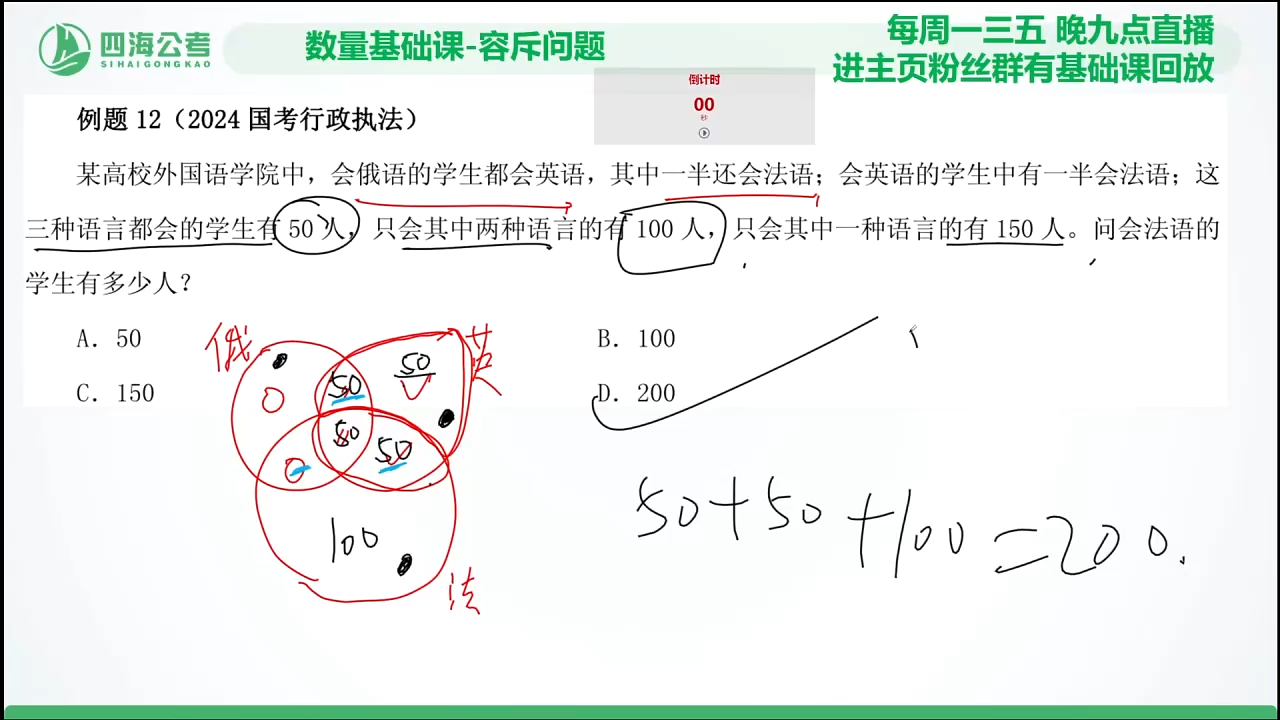 四海公考
SIHAIGONGKAO
数量基础课-容斥问题
每周一三五 晚九点直播
进主页粉丝群有基础课回放
倒计时
00
秒
例题 12（2024 国考行政执法）
某高校外国语学院中，会俄语的学生都会英语，其中一半还会法语；会英语的学生中有一半会法语；这
三种语言都会的学生有 50 人，只会其中两种语言的有 100 人，只会其中一种语言的有 150 人。问会法语的
学生有多少人？
A．50
B．100
C．150
D．200
俄
英
50
50
0
50
50
0
100
法
50+50+100=200.